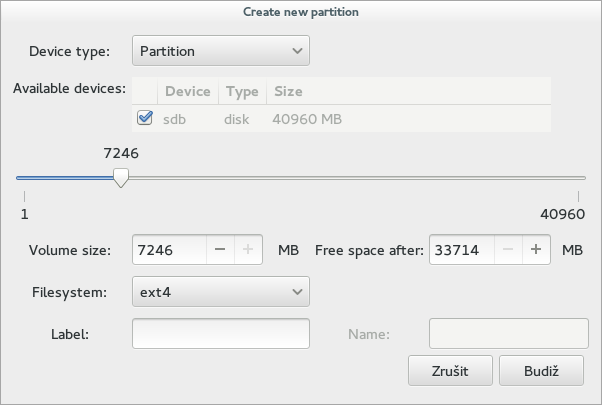 Create new partition
Device type: Partition
Available devices: Device Type Size
sdb disk 40960 MB
7246
1 40960
Volume size: 7246 MB Free space after: 33714 MB
Filesystem: ext4
Label: Name:
Zrušit Budiž